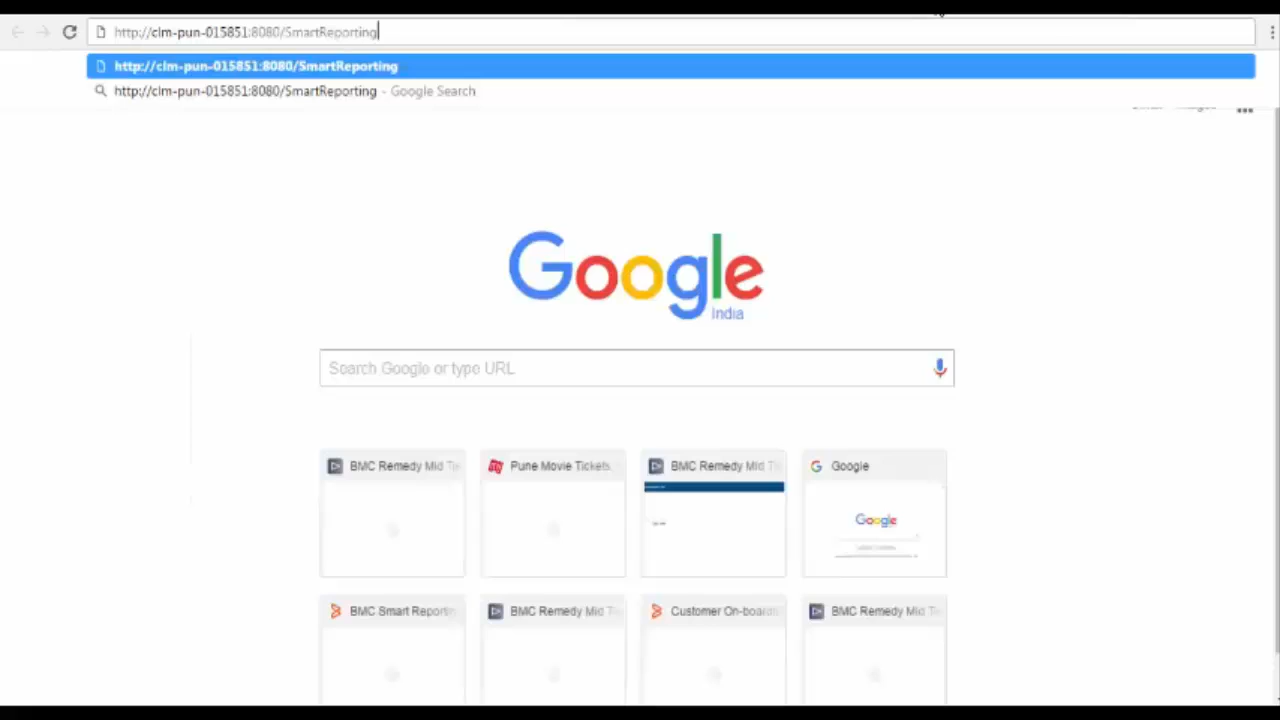 http://clm-pun-015851:8080/SmartReporting
http://clm-pun-015851:8080/SmartReporting
http://clm-pun-015851:8080/SmartReporting - Google Search
Google
India
Search Google or type URL
BMC Remedy Mid Ti
Pune Movie Tickets,
BMC Remedy Mid Ti
Google
Google
BMC Smart Reportin
BMC Remedy Mid Ti
Customer On-boardi
BMC Remedy Mid Ti